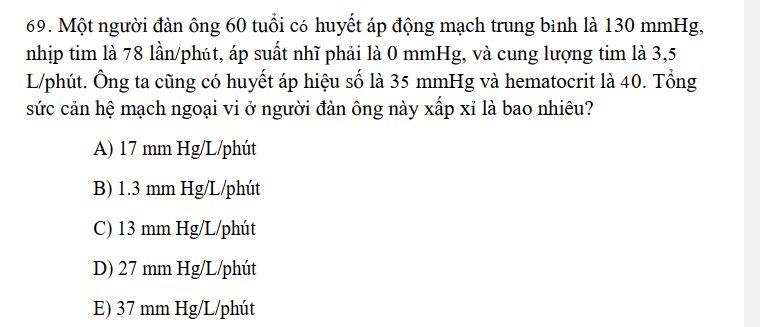 69. Một người đàn ông 60 tuổi có huyết áp động mạch trung bình là 130 mmHg,
nhịp tim là 78 lần/phút, áp suất nhĩ phải là 0 mmHg, và cung lượng tim là 3,5
L/phút. Ông ta cũng có huyết áp hiệu số là 35 mmHg và hematocrit là 40. Tổng
sức cản hệ mạch ngoại vi ở người đàn ông này xấp xỉ là bao nhiêu?
A) 17 mm Hg/L/phút
B) 1.3 mm Hg/L/phút
C) 13 mm Hg/L/phút
D) 27 mm Hg/L/phút
E) 37 mm Hg/L/phút